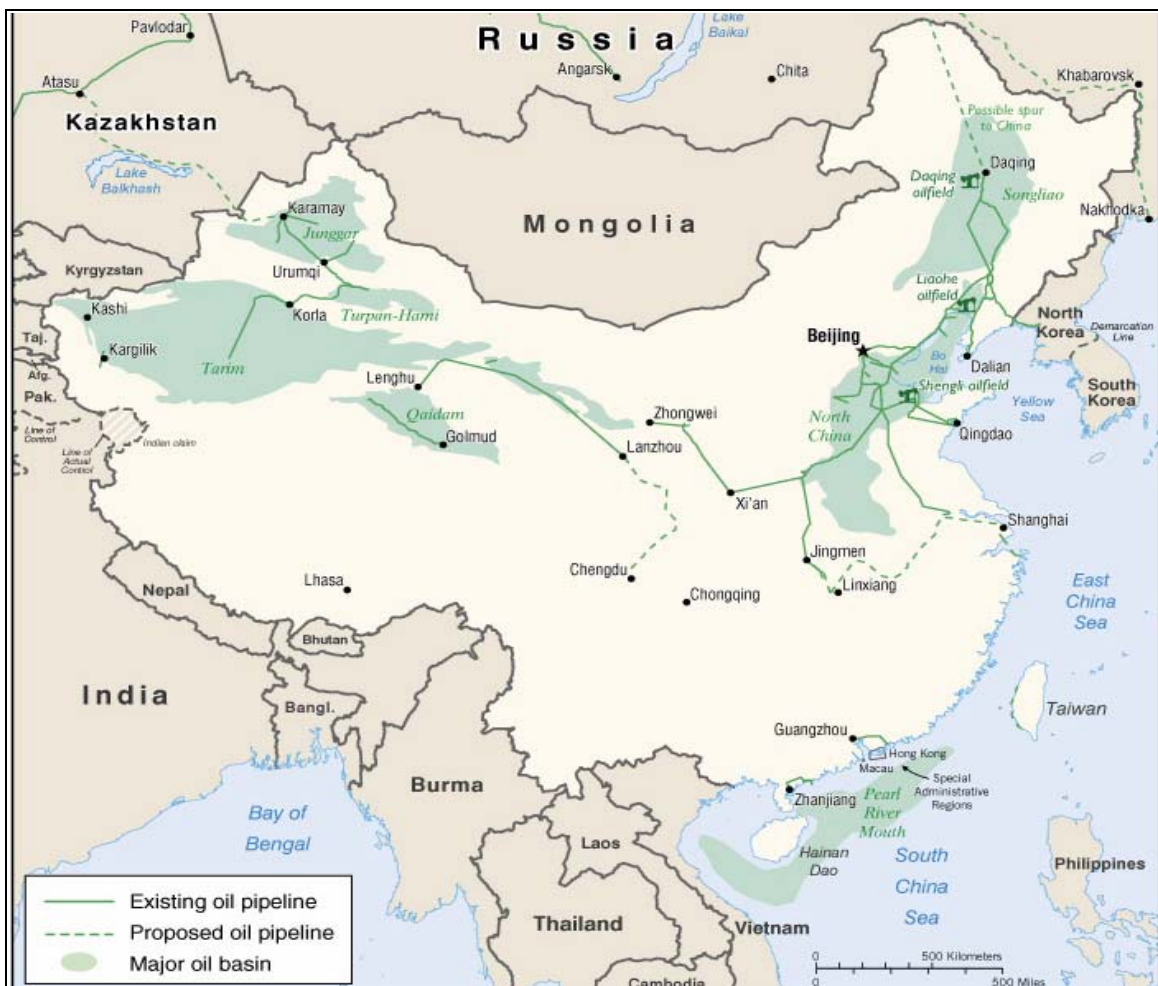 Pavlodar
Russia
Lake
Baikal
Angarsk
Chita
Khabarovsk
Atasu
Kazakhstan
Possible spur
to China
Lake
Balkhash
Daqing
Daqing
oilfield
Songliao
Karamay
Junggar
Mongolia
Nakhodka
Urumqi
Kyrgyzstan
Liaohe
oilfield
Kashi
Korla
Turpan-Hami
North
Korea
Demarcation
Line
Taj.
Beijing
Kargilik
Tarim
Bo
Hai
Dalian
Afg.
Pak.
Lenghu
Shengli oilfield
South
Korea
Yellow
Sea
Qaidam
Zhongwei
North
China
Line of
Control
Indian claim
Golmud
Qingdao
Line of
Actual
Control
Lanzhou
Xi'an
Shanghai
Jingmen
Chengdu
Linxiang
Nepal
Lhasa
Chongqing
East
China
Sea
Bhutan
India
Bangl.
Taiwan
Guangzhou
Hong Kong
Macau
Special
Administrative
Regions
Burma
Zhanjiang
Pearl
River
Mouth
Bay of
Bengal
Laos
Hainan
Dao
South
China
Sea
Philippines
Existing oil pipeline
Proposed oil pipeline
Major oil basin
Thailand
Vietnam
0 500 Kilometers
0 500 Miles
Cambodia